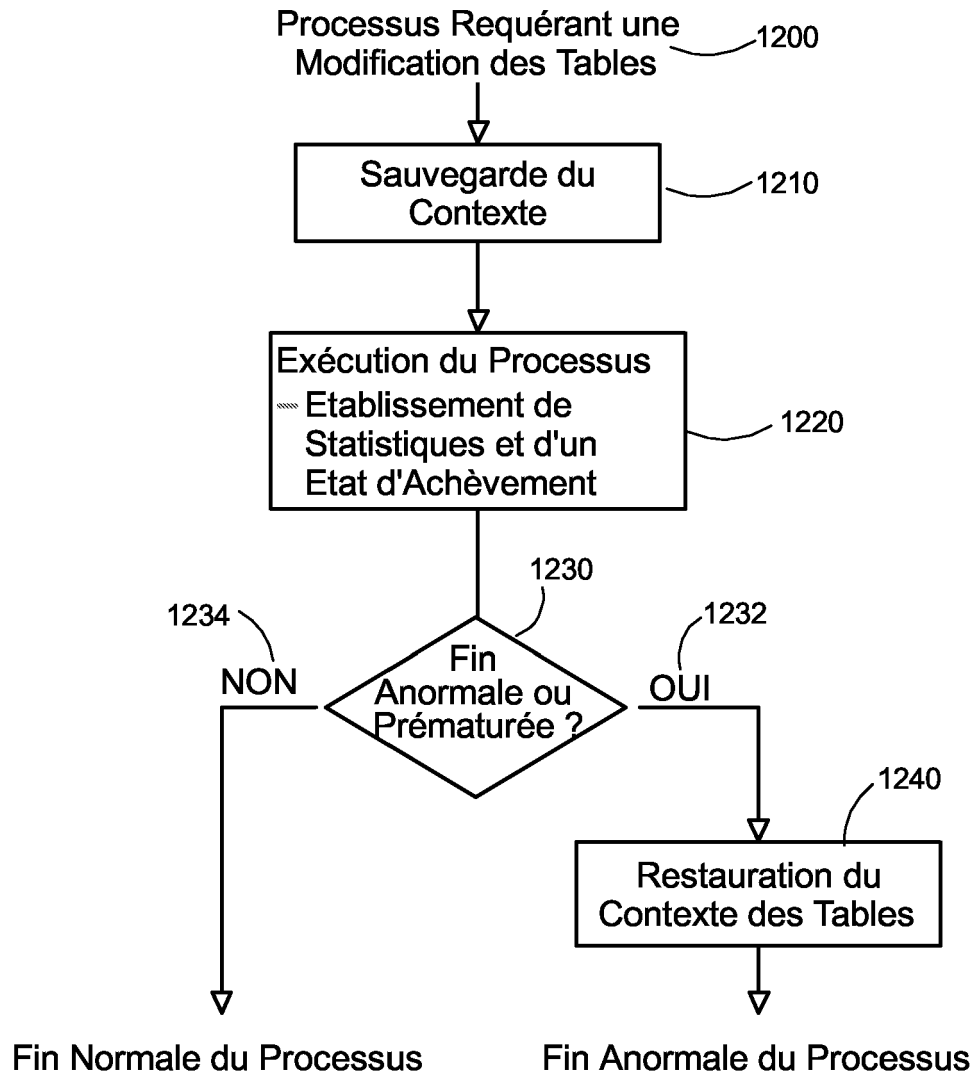 Processus Requérant une
Modification des Tables
1200
Sauvegarde du
Contexte
1210
Exécution du Processus
Etablissement de
Statistiques et d'un
Etat d'Achèvement
1220
1230
1234
1232
NON
Fin
Anormale ou
Prématurée ?
OUI
1240
Restauration du
Contexte des Tables
Fin Normale du Processus
Fin Anormale du Processus